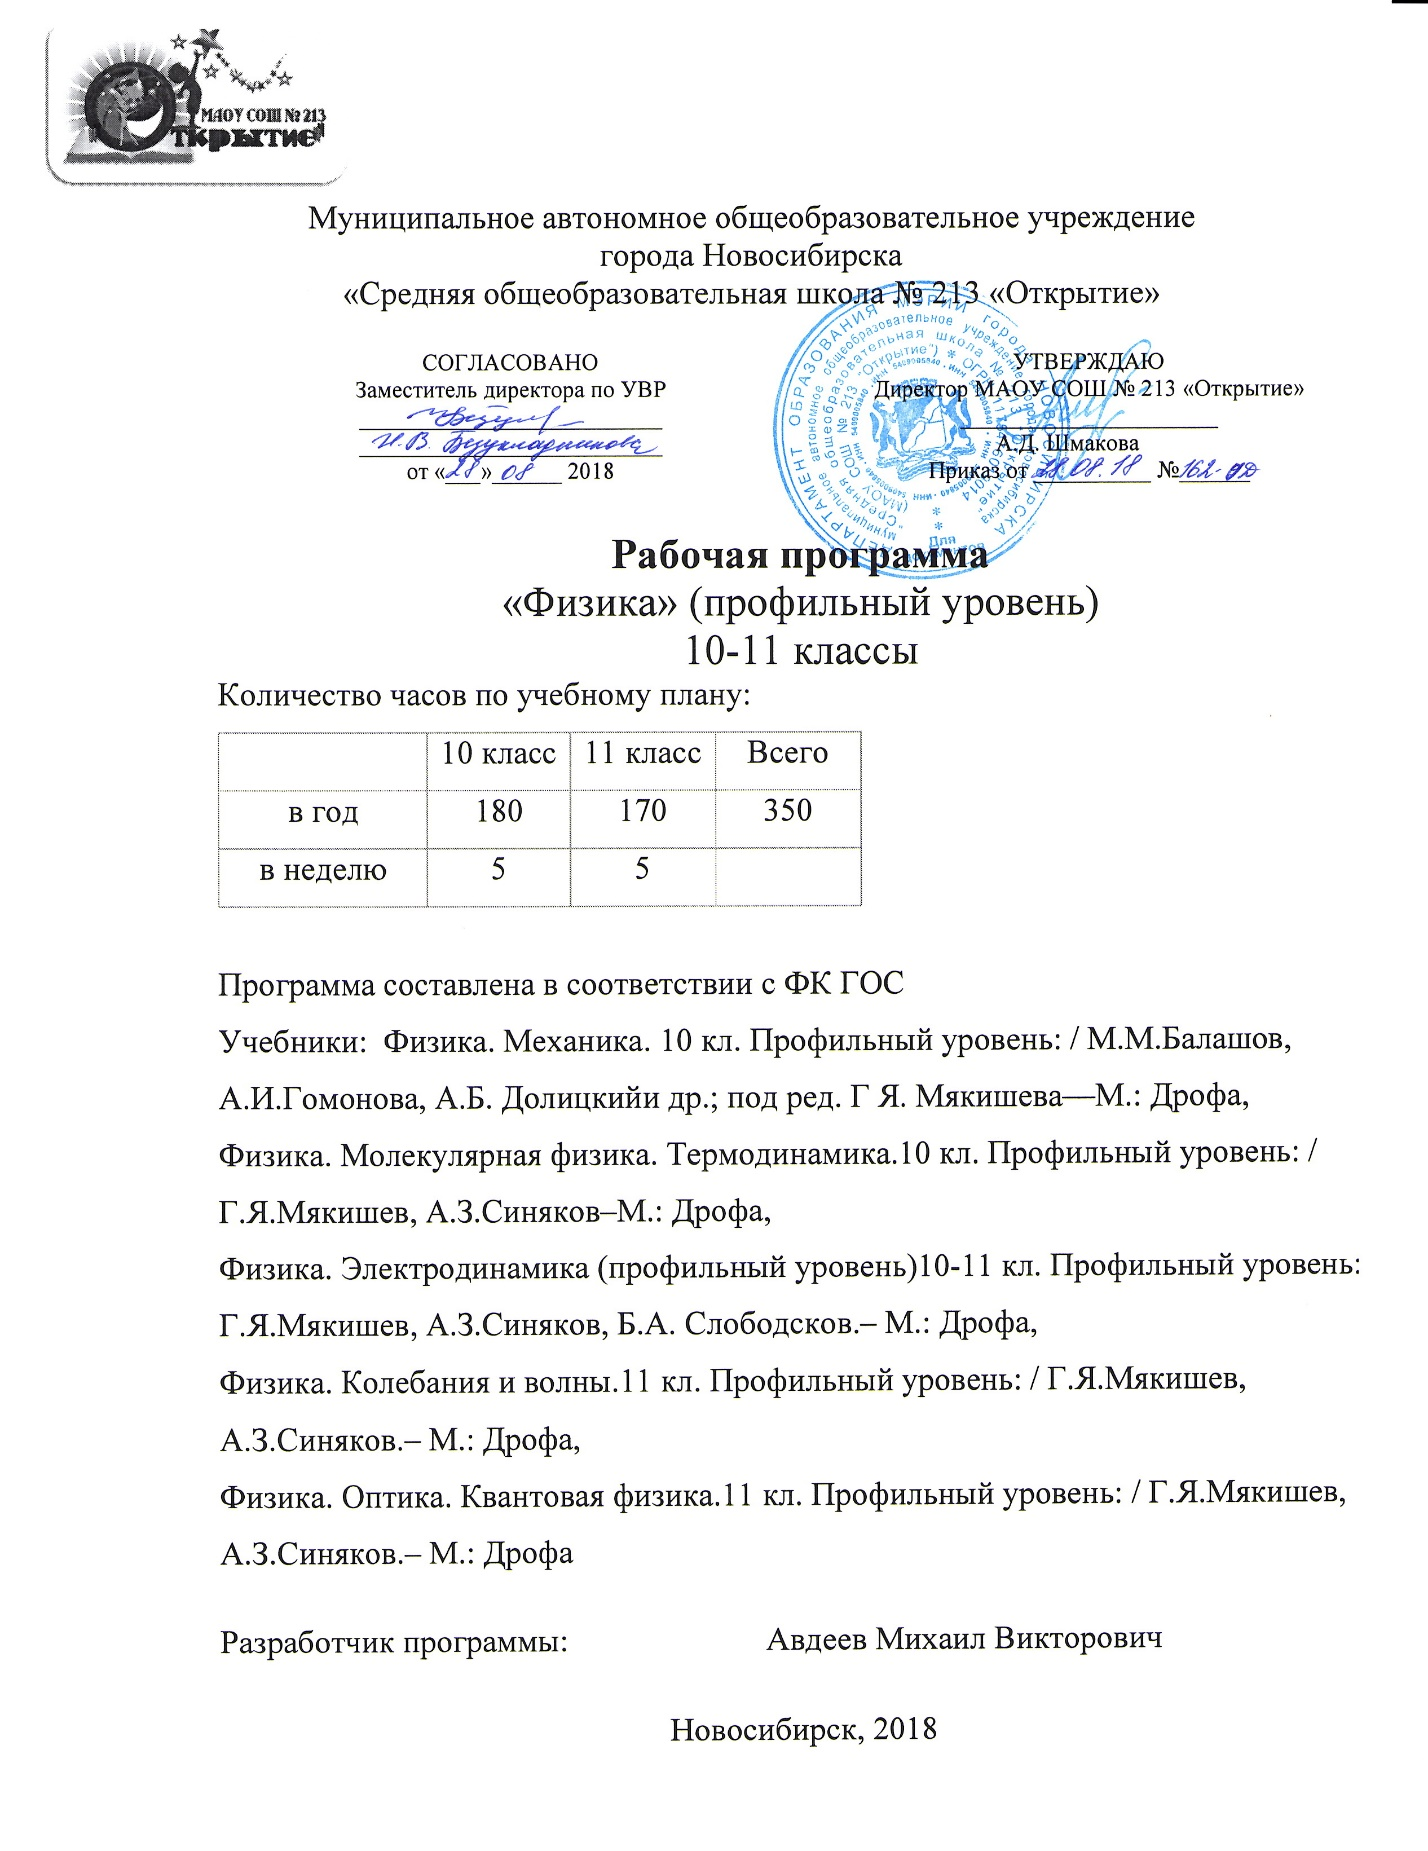 МАОУ СОШ № 213
Открытие
Муниципальное автономное общеобразовательное учреждение
города Новосибирска
«Средняя общеобразовательная школа № 213 «Открытие»
СОГЛАСОВАНО
Заместитель директора по УВР
от «28» 08 2018
УТВЕРЖДАЮ
Директор МАОУ СОШ № 213 «Открытие»
А.Д. Шмакова
Приказ от 28.08.18 №162-од
ДЕПАРТАМЕНТ ОБРАЗОВАНИЯ МЭРИИ города НОВОСИБИРСКА
Для документов
Рабочая программа
«Физика» (профильный уровень)
10-11 классы
Количество часов по учебному плану:
10 класс 11 класс Всего
в год 180 170 350
в неделю 5 5
Программа составлена в соответствии с ФК ГОС
Учебники:  Физика. Механика. 10 кл. Профильный уровень: / М.М.Балашов,
А.И.Гомонова, А.Б. Долицкийи др.; под ред. Г Я. Мякишева—М.: Дрофа,
Физика. Молекулярная физика. Термодинамика.10 кл. Профильный уровень: /
Г.Я.Мякишев, А.З.Синяков–М.: Дрофа,
Физика. Электродинамика (профильный уровень)10-11 кл. Профильный уровень:
Г.Я.Мякишев, А.З.Синяков, Б.А. Слободсков.– М.: Дрофа,
Физика. Колебания и волны.11 кл. Профильный уровень: / Г.Я.Мякишев,
А.З.Синяков.– М.: Дрофа,
Физика. Оптика. Квантовая физика.11 кл. Профильный уровень: / Г.Я.Мякишев,
А.З.Синяков.– М.: Дрофа
Разработчик программы: Авдеев Михаил Викторович
Новосибирск, 2018